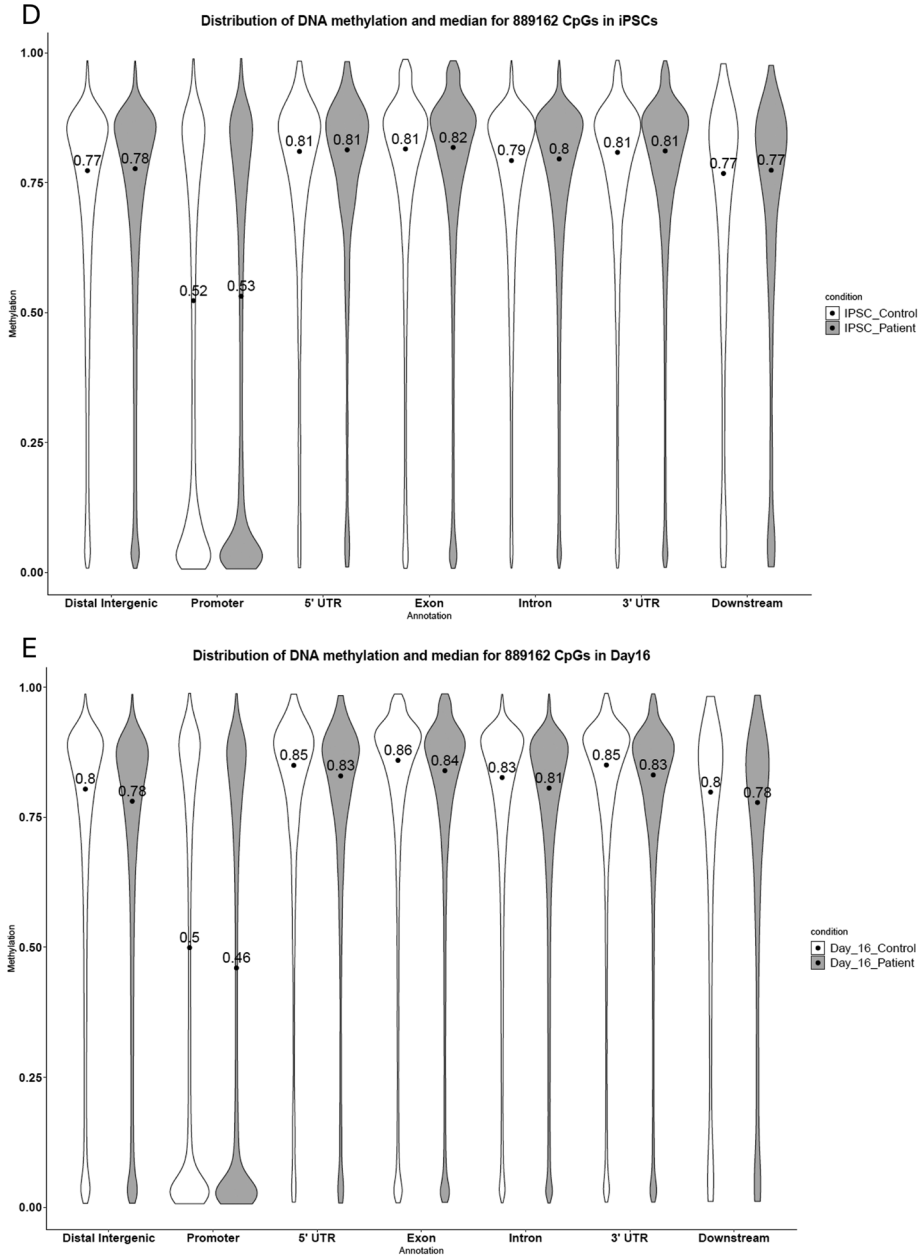 D
Distribution of DNA methylation and median for 889162 CpGs in iPSCs
1.00
0.75
0.50
0.25
0.00
Methylation
0.77 0.78 0.52 0.53 0.81 0.81 0.81 0.82 0.79 0.8 0.81 0.81 0.77 0.77
Distal Intergenic Promoter 5' UTR Exon Intron 3' UTR Downstream
Annotation
condition
IPSC_Control
IPSC_Patient
E
Distribution of DNA methylation and median for 889162 CpGs in Day16
1.00
0.75
0.50
0.25
0.00
Methylation
0.8 0.78 0.5 0.46 0.85 0.83 0.86 0.84 0.83 0.81 0.85 0.83 0.8 0.78
Distal Intergenic Promoter 5' UTR Exon Intron 3' UTR Downstream
Annotation
condition
Day_16_Control
Day_16_Patient